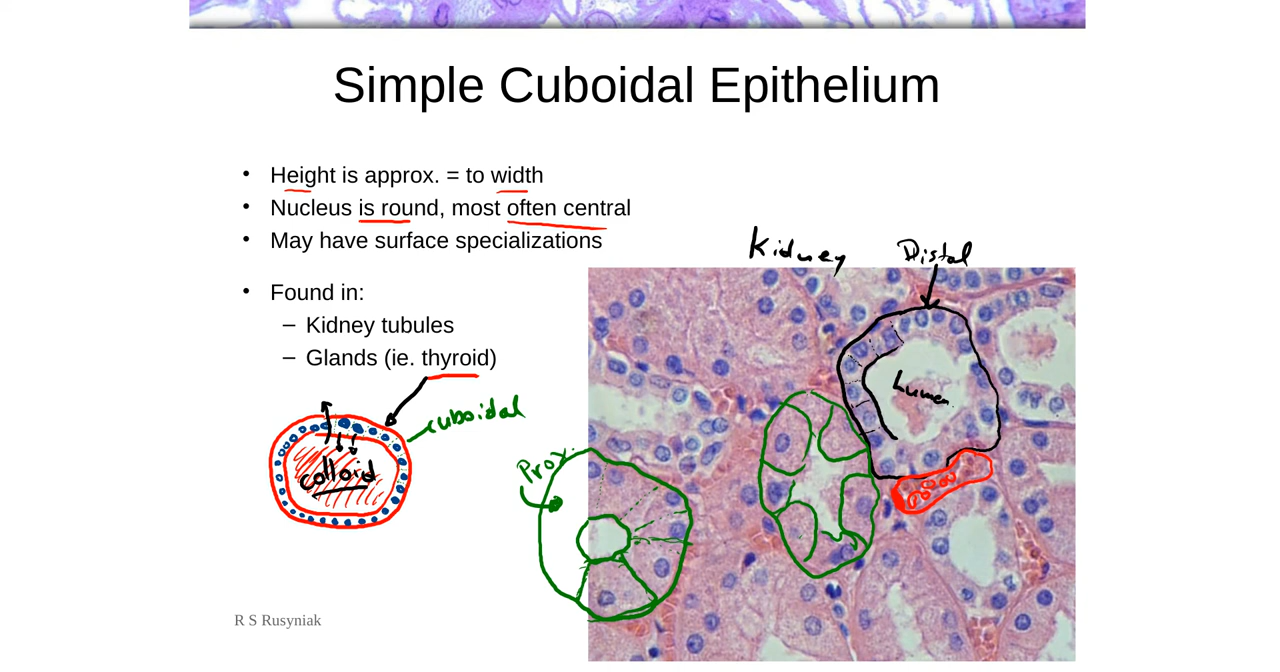 Simple Cuboidal Epithelium
• Height is approx. = to width
• Nucleus is round, most often central
• May have surface specializations
• Found in:
– Kidney tubules
– Glands (ie. thyroid)
Kidney
Distal
Lumen
cuboidal
colloid
Prox.
R S Rusyniak